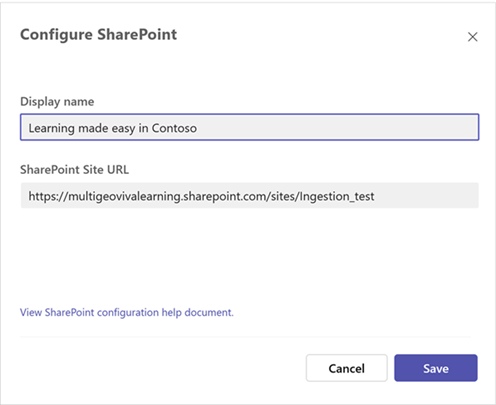 Configure SharePoint
Display name
Learning made easy in Contoso
SharePoint Site URL
https://multigeovivalearning.sharepoint.com/sites/Ingestion_test
View SharePoint configuration help document.
Cancel
Save